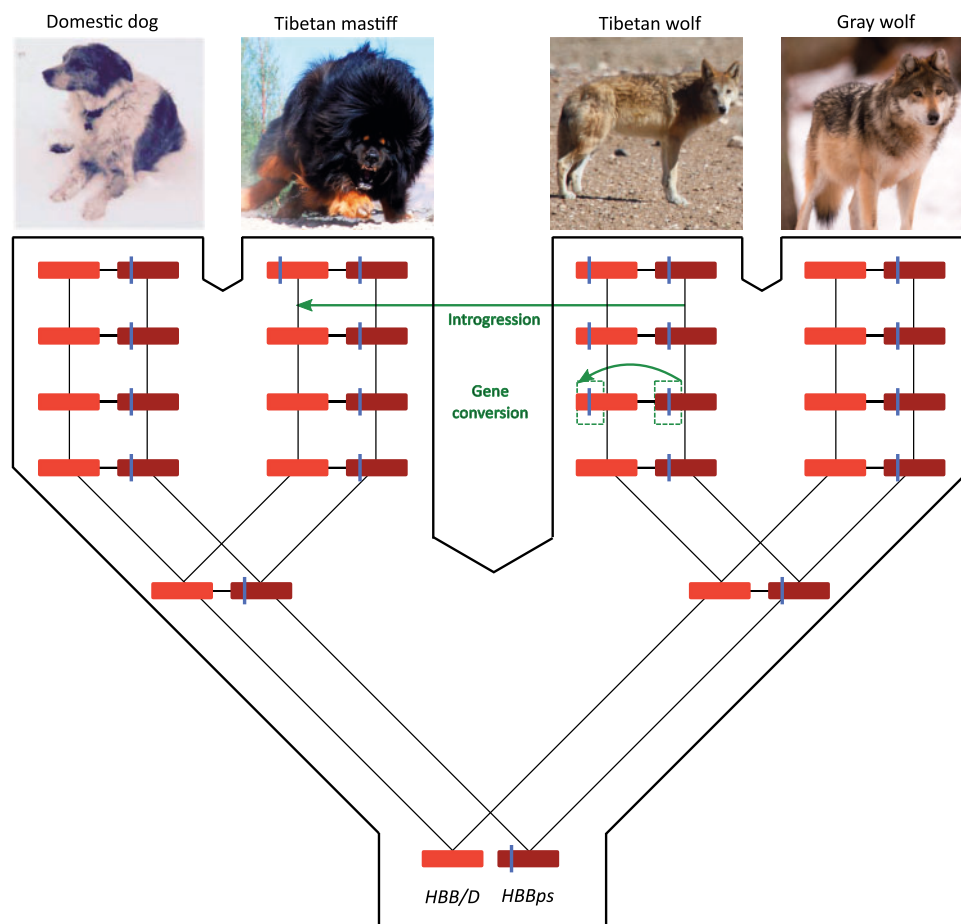 Domestic dog
Tibetan mastiff
Tibetan wolf
Gray wolf
Introgression
Gene
conversion
HBB/D
HBBps